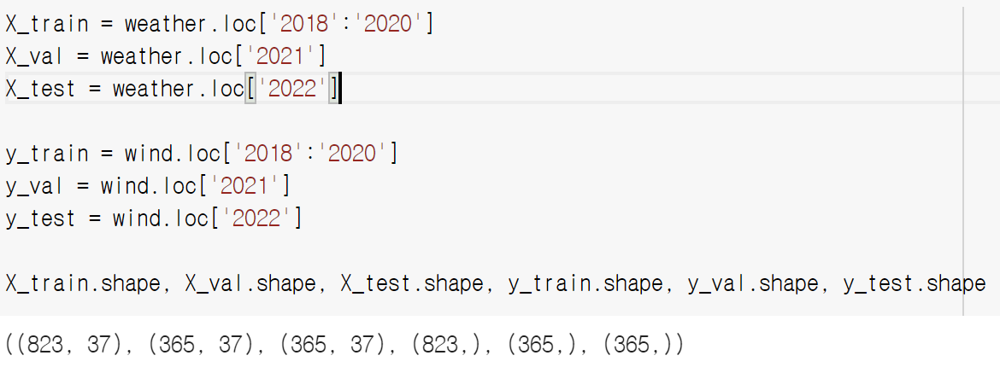 X_train = weather.loc['2018':'2020']
X_val = weather.loc['2021']
X_test = weather.loc['2022']
y_train = wind.loc['2018':'2020']
y_val = wind.loc['2021']
y_test = wind.loc['2022']
X_train.shape, X_val.shape, X_test.shape, y_train.shape, y_val.shape, y_test.shape
((823, 37), (365, 37), (365, 37), (823,), (365,), (365,))